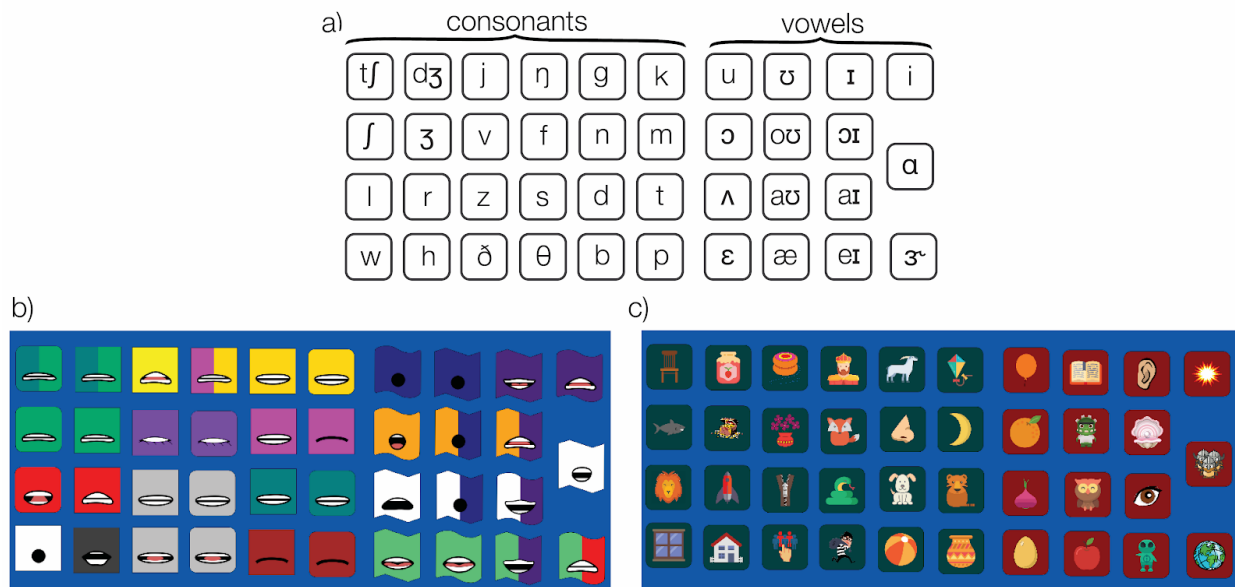 a) consonants vowels
tʃ dʒ j ŋ g k u ʊ ɪ i
ʃ ʒ v f n m ɔ oʊ ɔɪ
ɑ
l r z s d t ʌ aʊ aɪ
w h ð θ b p ɛ æ eɪ ɝ
b) c)